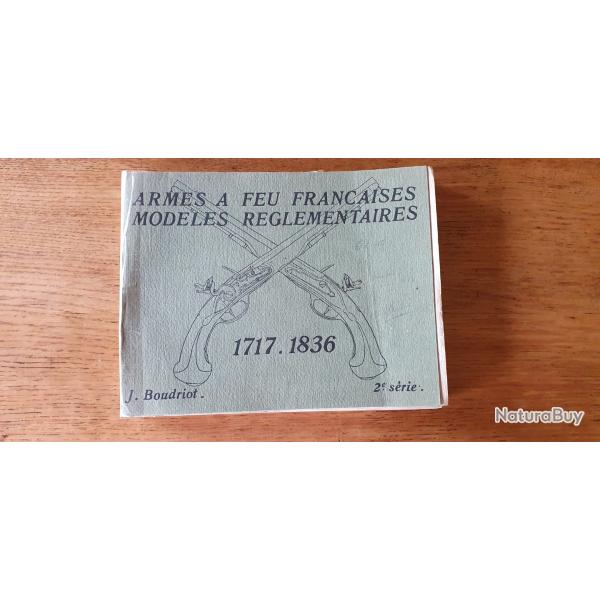 ARMES A FEU FRANCAISES
MODELES REGLEMENTAIRES
1717.1836
J. Boudriot.
2e série.
NaturaBuy